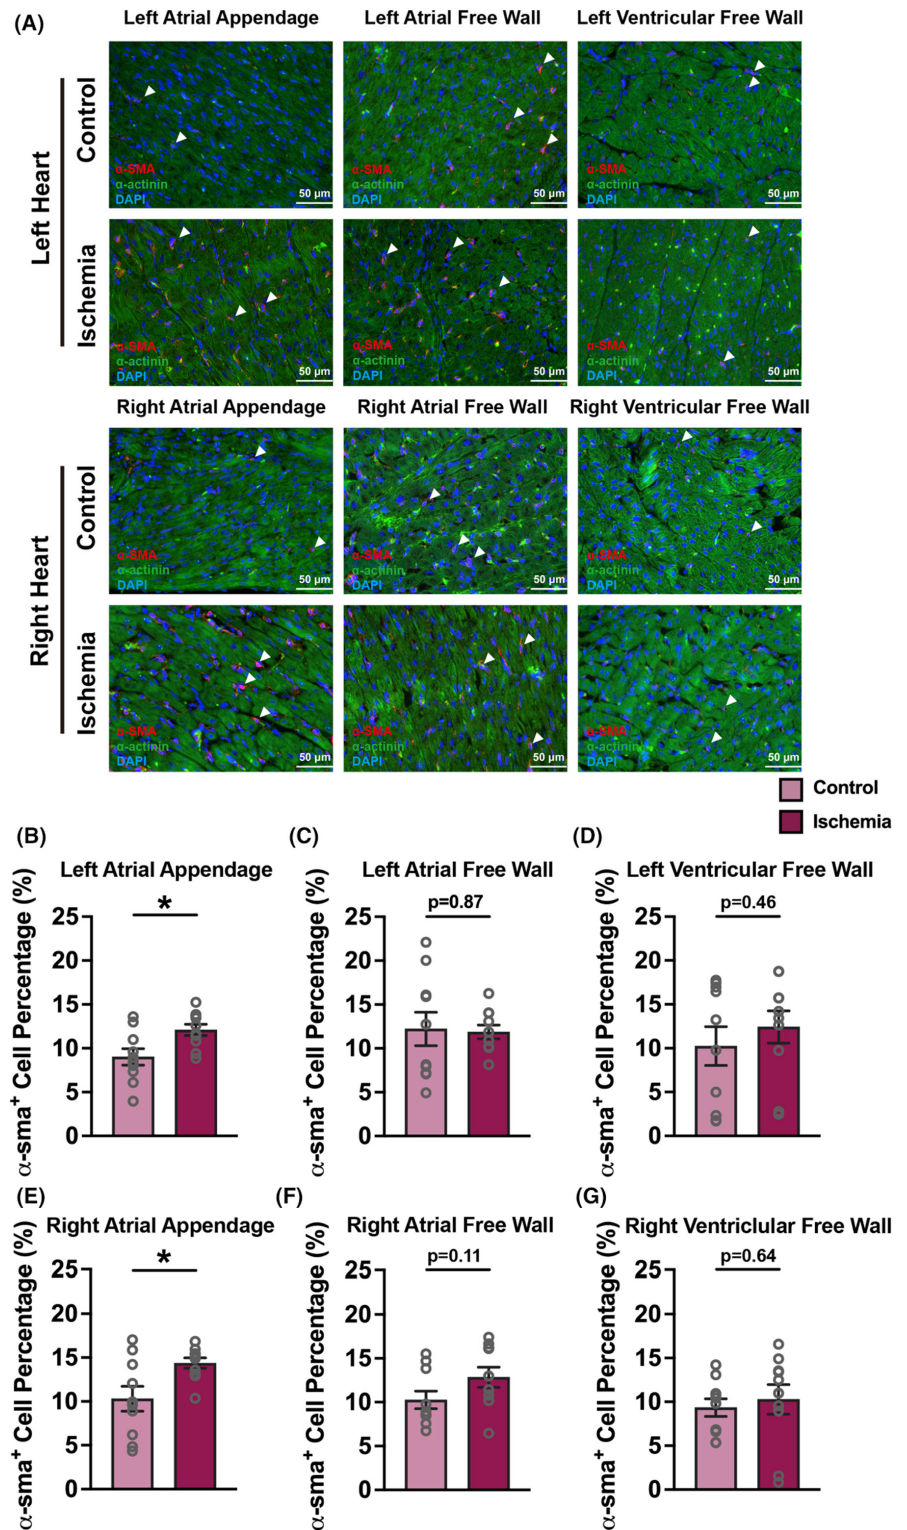 (A)
Left Atrial Appendage Left Atrial Free Wall Left Ventricular Free Wall
Left Heart
Control
α-SMA α-SMA α-SMA
α-actinin α-actinin α-actinin
DAPI 50 μm DAPI 50 μm DAPI 50 μm
Ischemia
α-SMA α-SMA α-SMA
α-actinin α-actinin α-actinin
DAPI 50 μm DAPI 50 μm DAPI 50 μm
Right Atrial Appendage Right Atrial Free Wall Right Ventricular Free Wall
Right Heart
Control
α-SMA α-SMA α-SMA
α-actinin α-actinin α-actinin
DAPI 50 μm DAPI 50 μm DAPI 50 μm
Ischemia
α-SMA α-SMA α-SMA
α-actinin α-actinin α-actinin
DAPI 50 μm DAPI 50 μm DAPI 50 μm
Control
Ischemia
(B)
Left Atrial Appendage
α-sma+ Cell Percentage (%)
*
25
20
15
10
5
0
(C)
Left Atrial Free Wall
α-sma+ Cell Percentage (%)
p=0.87
25
20
15
10
5
0
(D)
Left Ventricular Free Wall
α-sma+ Cell Percentage (%)
p=0.46
25
20
15
10
5
0
(E)
Right Atrial Appendage
α-sma+ Cell Percentage (%)
*
25
20
15
10
5
0
(F)
Right Atrial Free Wall
α-sma+ Cell Percentage (%)
p=0.11
25
20
15
10
5
0
(G)
Right Ventriclular Free Wall
α-sma+ Cell Percentage (%)
p=0.64
25
20
15
10
5
0